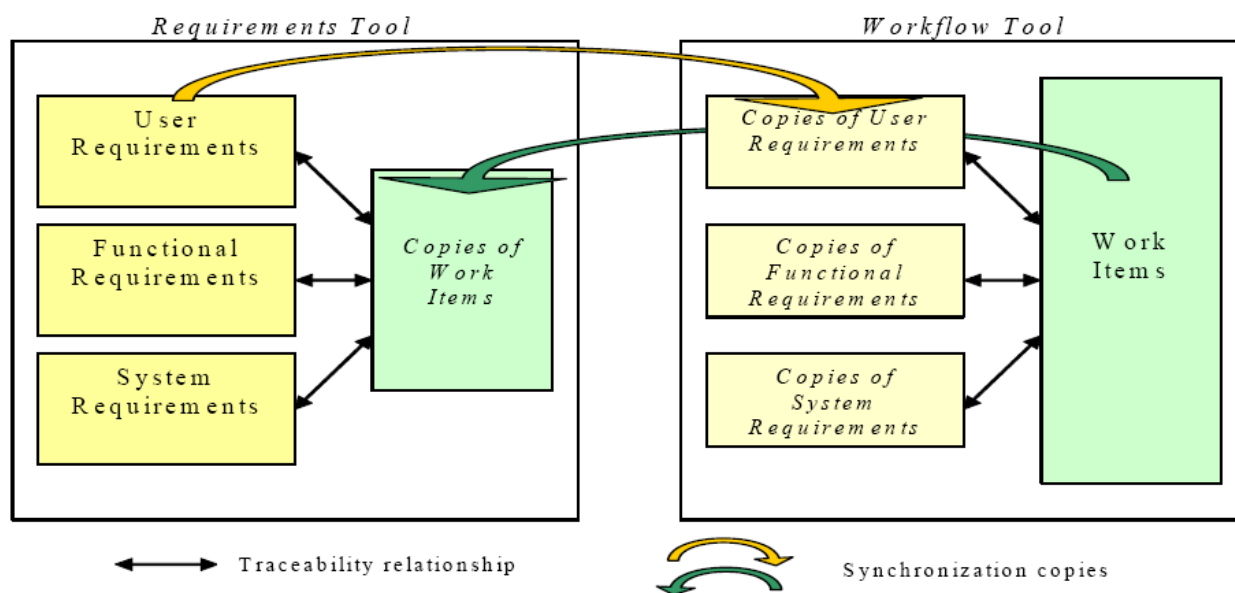 Requirements Tool
Workflow Tool
User
Requirements
Functional
Requirements
System
Requirements
Copies of
Work
Items
Copies of User
Requirements
Copies of
Functional
Requirements
Copies of
System
Requirements
Work
Items
Traceability relationship
Synchronization copies